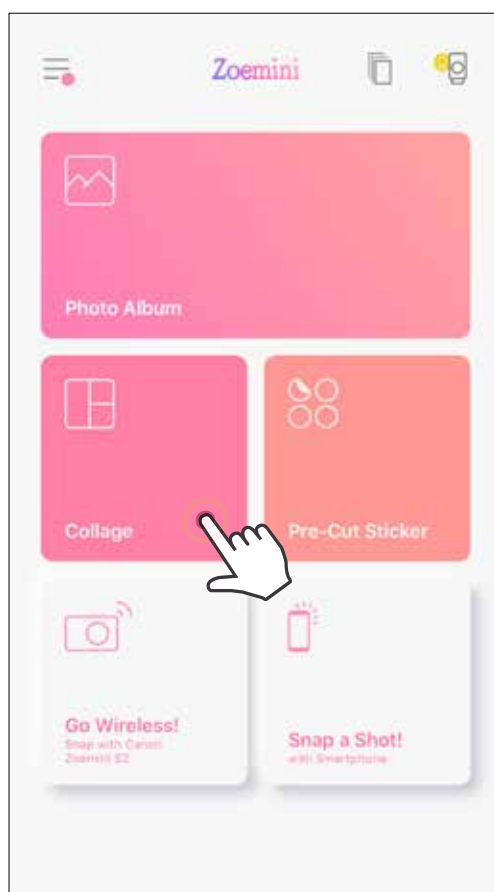 Zoemini
Photo Album
Collage
Pre-Cut Sticker
Go Wireless!
Snap with Canon
Zoemini S2
Snap a Shot!
with Smartphone